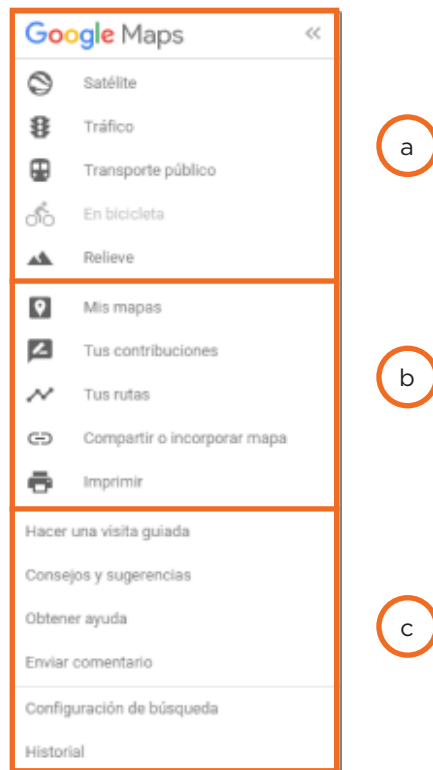 Google Maps «
Satélite
Tráfico
a
Transporte público
En bicicleta
Relieve
Mis mapas
Tus contribuciones
b
Tus rutas
Compartir o incorporar mapa
Imprimir
Hacer una visita guiada
Consejos y sugerencias
Obtener ayuda
c
Enviar comentario
Configuración de búsqueda
Historial